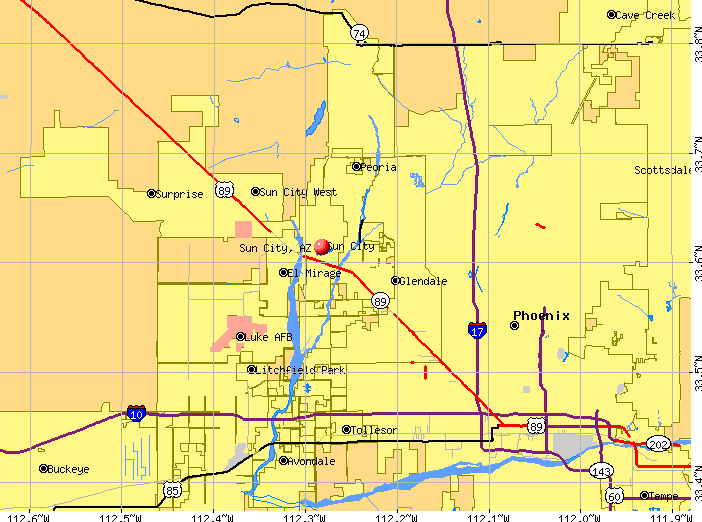 Cave Creek
74
33.8°N
33.7°N
Peoria
Scottsdale
89
Surprise
Sun City West
Sun City, AZ
Sun City
33.6°N
El Mirage
Glendale
89
Phoenix
17
Luke AFB
33.5°N
Litchfield Park
10
89
Tolleson
202
Avondale
Buckeye
143
33.4°N
85
60
Tempe
112.6°W
112.5°W
112.4°W
112.3°W
112.2°W
112.1°W
112.0°W
111.9°W